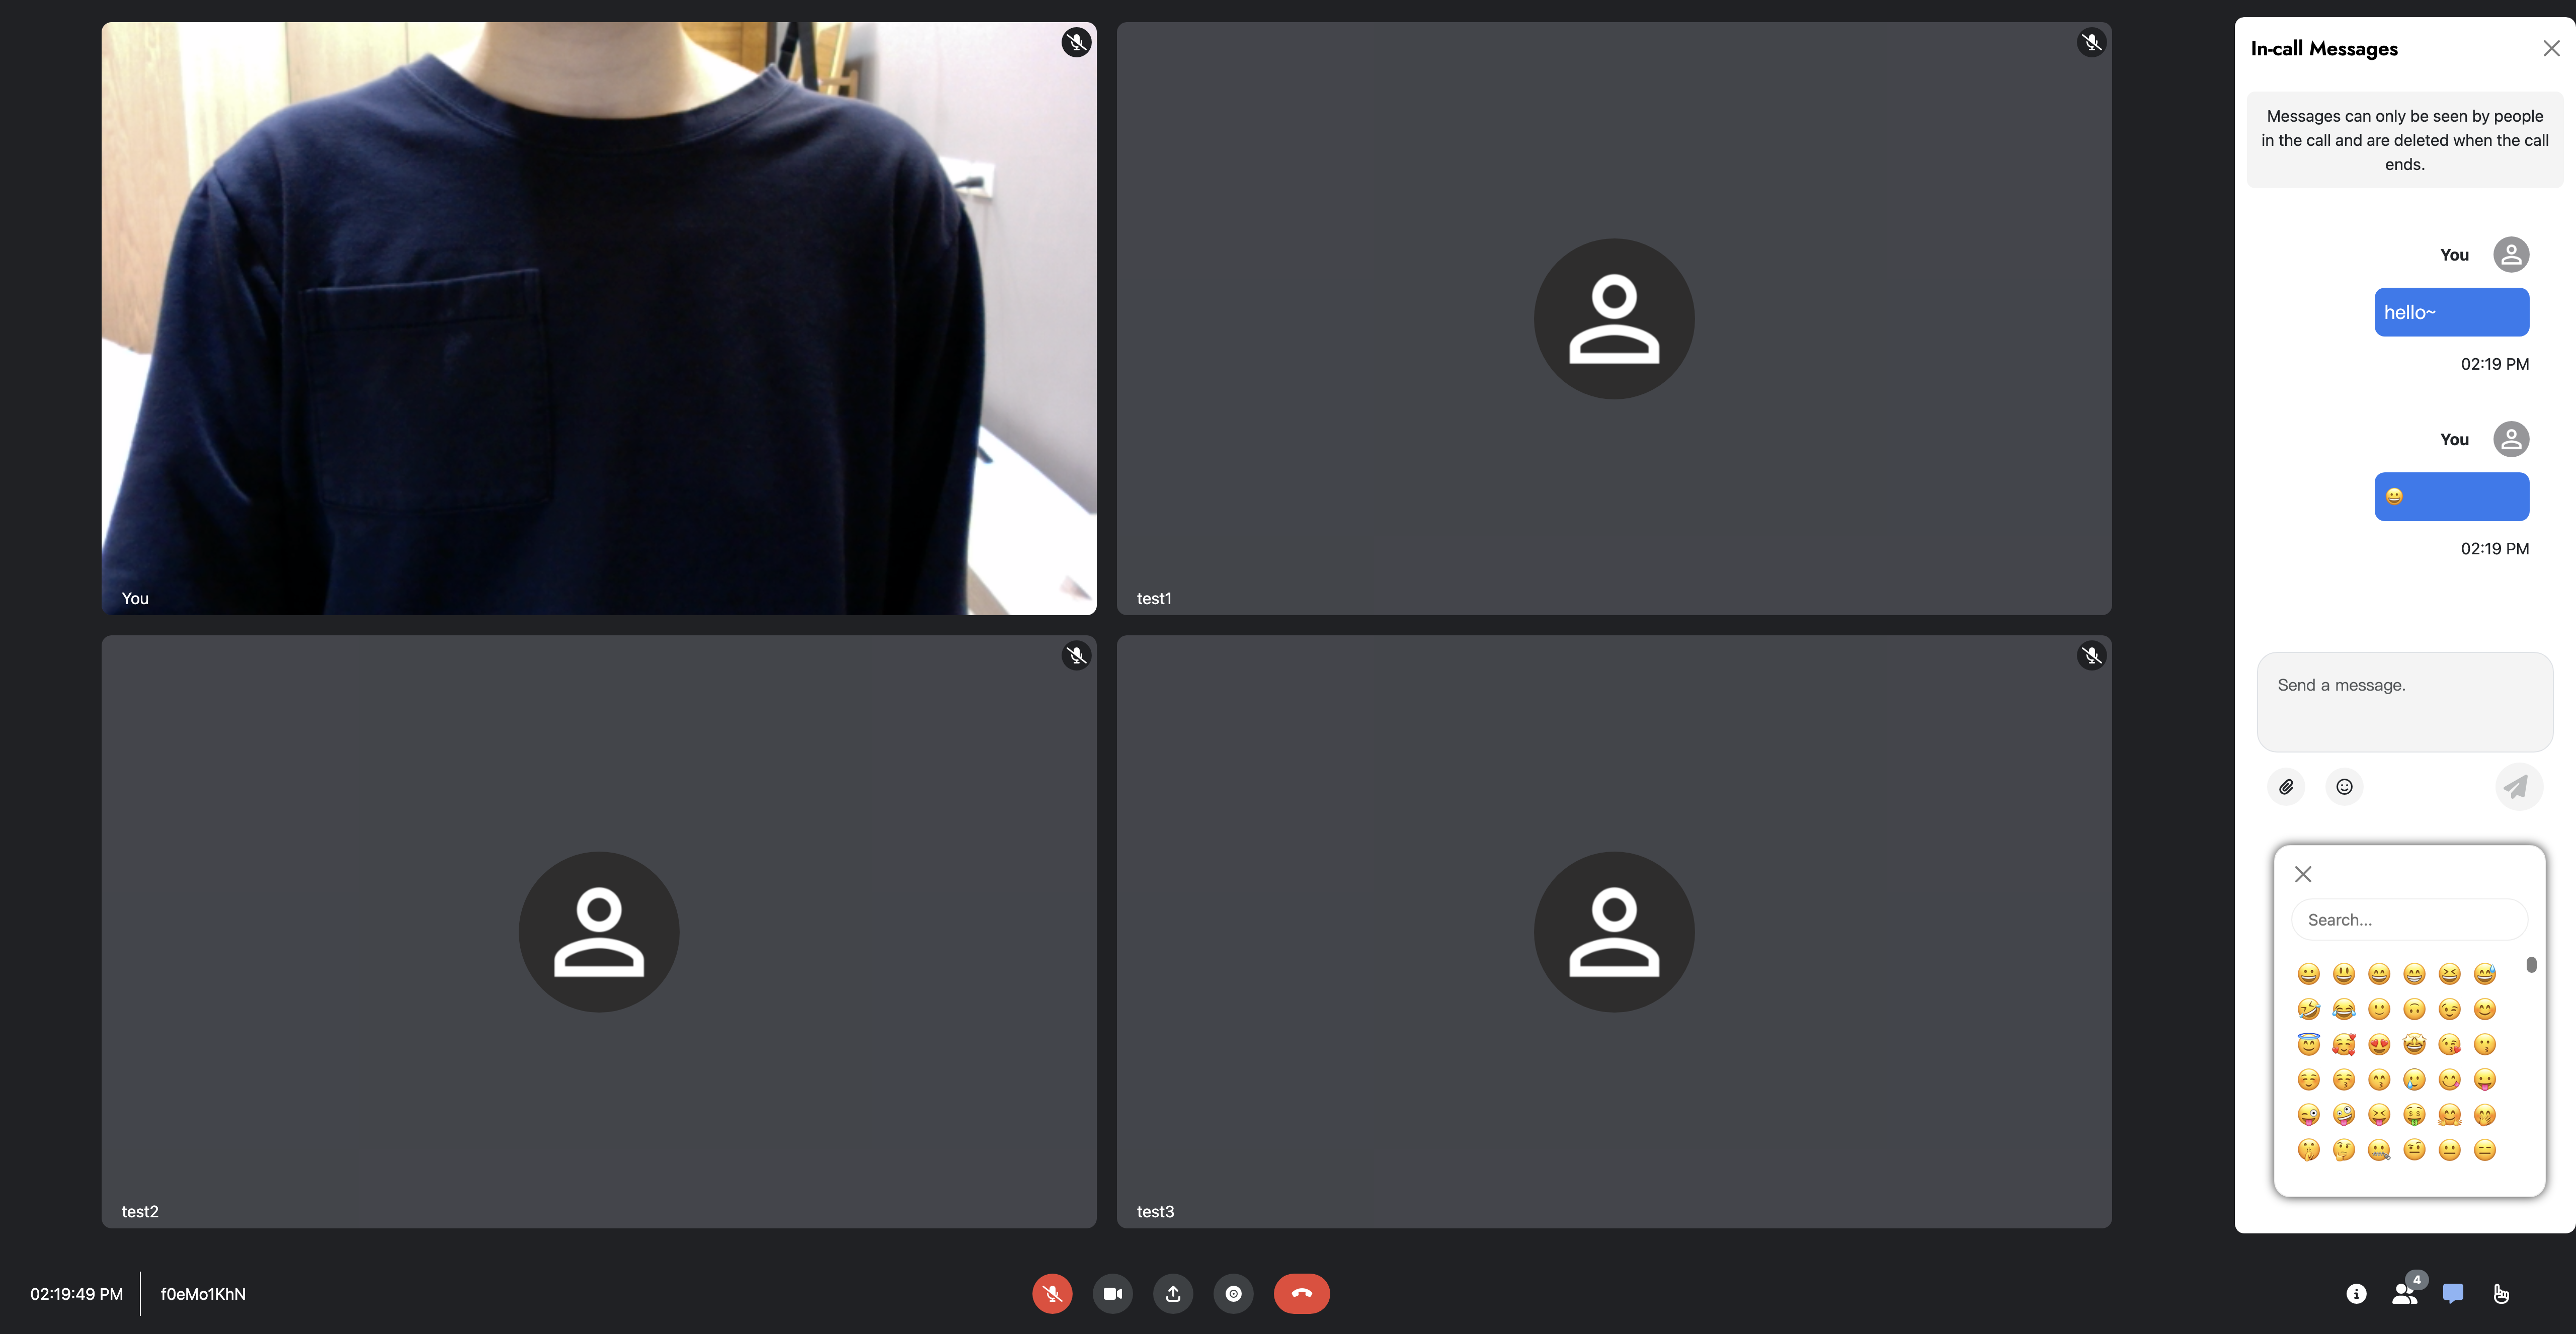 You
test1
test2
test3
In-call Messages
Messages can only be seen by people
in the call and are deleted when the call
ends.
You
hello~
02:19 PM
You
😀
02:19 PM
Send a message.
Search...
02:19:49 PM
f0eMo1KhN
4